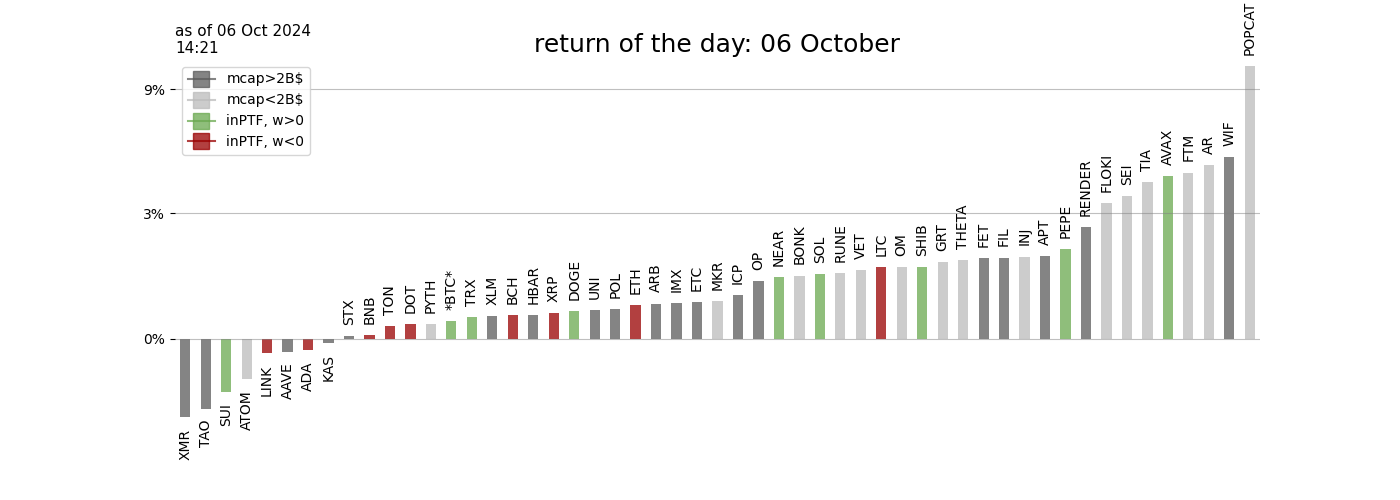 as of 06 Oct 2024
14:21
return of the day: 06 October
mcap>2B$
mcap<2B$
inPTF, w>0
inPTF, w<0
9%
3%
0%
XMR
TAO
SUI
ATOM
LINK
AAVE
ADA
KAS
STX
BNB
TON
DOT
PYTH
*BTC*
TRX
XLM
BCH
HBAR
XRP
DOGE
UNI
POL
ETH
ARB
IMX
ETC
MKR
ICP
OP
NEAR
BONK
SOL
RUNE
VET
LTC
OM
SHIB
GRT
THETA
FET
FIL
INJ
APT
PEPE
RENDER
FLOKI
SEI
TIA
AVAX
FTM
AR
WIF
POPCAT